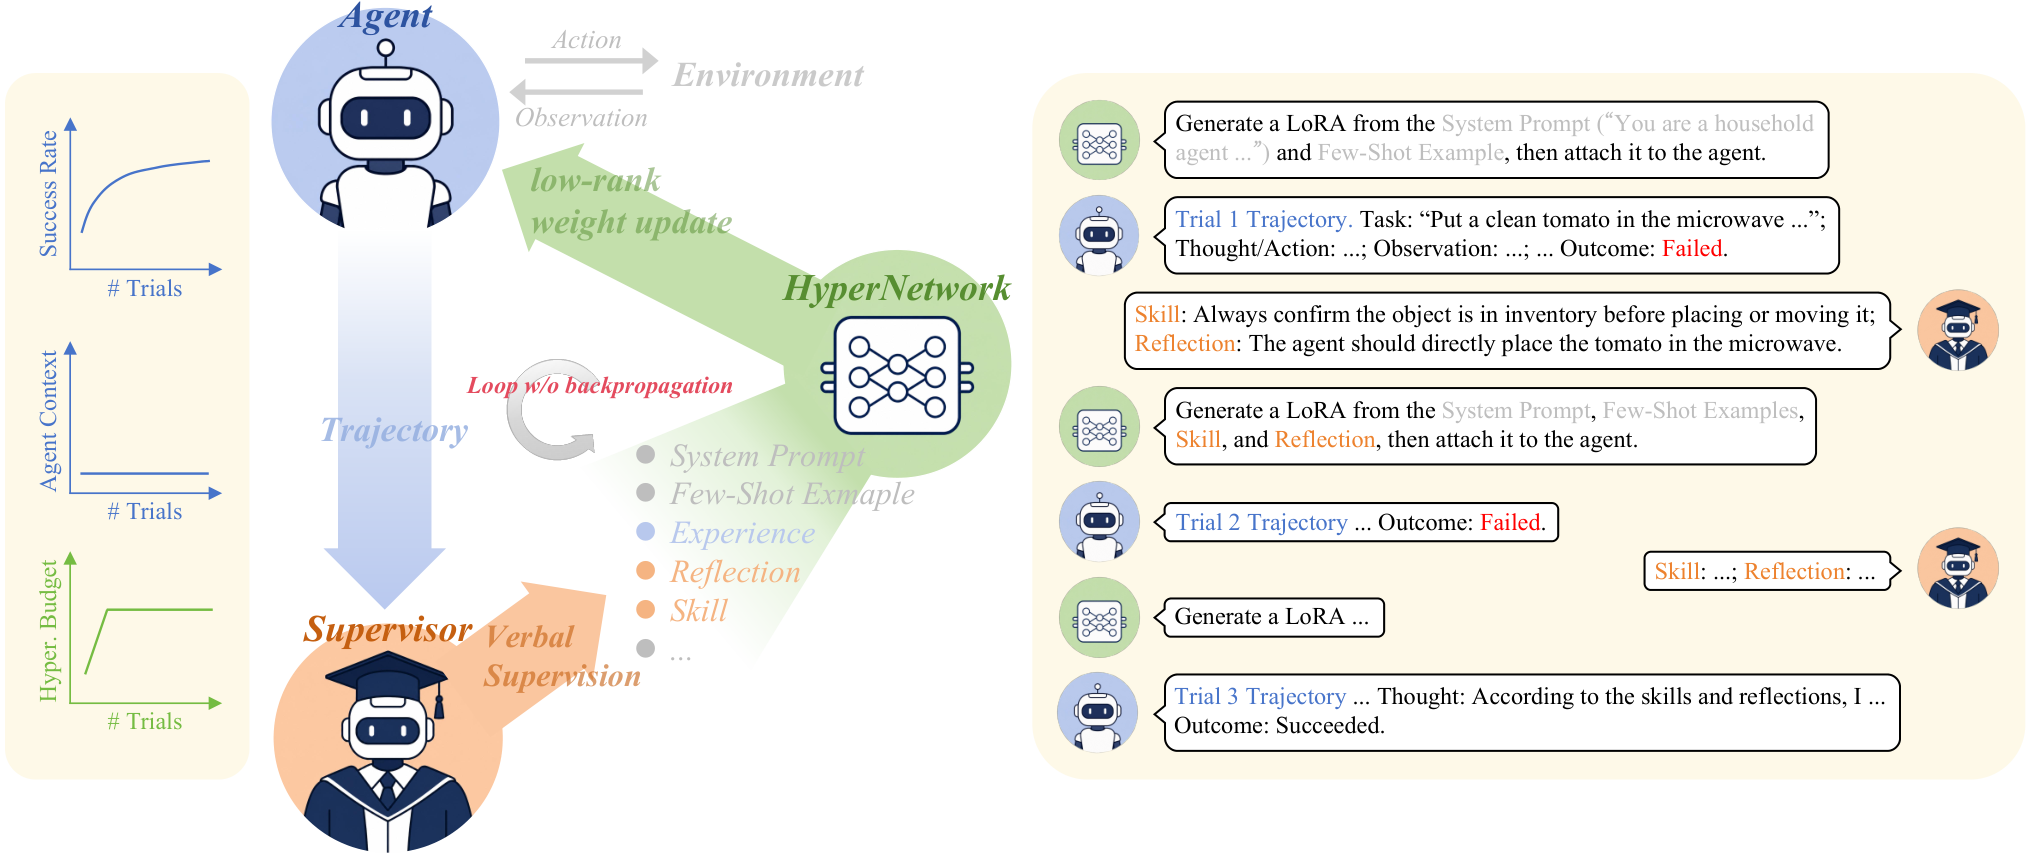 Success Rate
# Trials
Agent Context
# Trials
Hyper. Budget
# Trials
Agent
Action
Observation
Environment
low-rank
weight update
HyperNetwork
Loop w/o backpropagation
Trajectory
System Prompt
Few-Shot Exmaple
Experience
Reflection
Skill
...
Supervisor
Verbal
Supervision
Generate a LoRA from the System Prompt (“You are a household
agent ...”) and Few-Shot Example, then attach it to the agent.
Trial 1 Trajectory. Task: “Put a clean tomato in the microwave ...”;
Thought/Action: ...; Observation: ...; ... Outcome: Failed.
Skill: Always confirm the object is in inventory before placing or moving it;
Reflection: The agent should directly place the tomato in the microwave.
Generate a LoRA from the System Prompt, Few-Shot Examples,
Skill, and Reflection, then attach it to the agent.
Trial 2 Trajectory ... Outcome: Failed.
Skill: ...; Reflection: ...
Generate a LoRA ...
Trial 3 Trajectory ... Thought: According to the skills and reflections, I ...
Outcome: Succeeded.